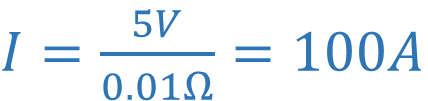 I = 5V / 0.01Ω = 100A